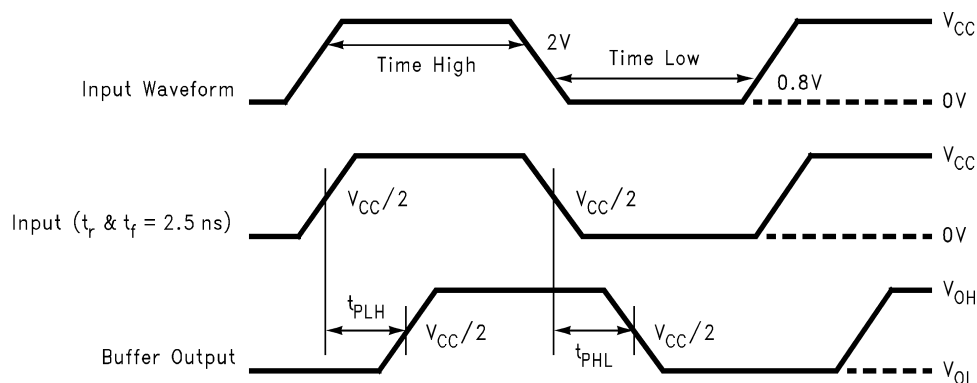 V_CC
2V
Time High
Time Low
0.8V
Input Waveform
0V
V_CC
V_CC/2
V_CC/2
Input (t_r & t_f = 2.5 ns)
0V
V_OH
t_PLH
V_CC/2
V_CC/2
t_PHL
Buffer Output
V_OL